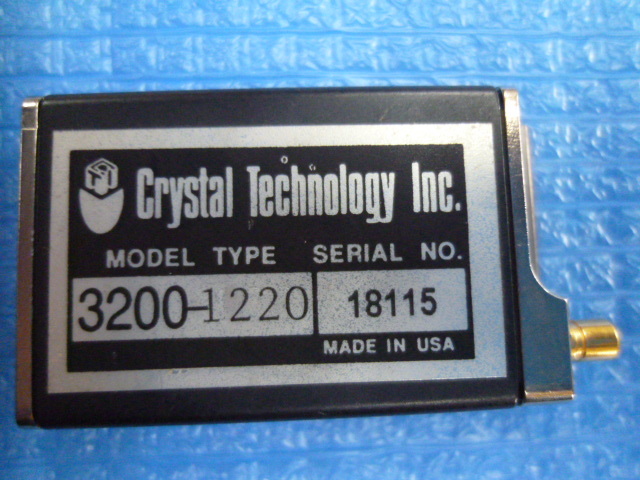 Crystal Technology Inc.
MODEL TYPE SERIAL NO.
3200-1220 18115
MADE IN USA